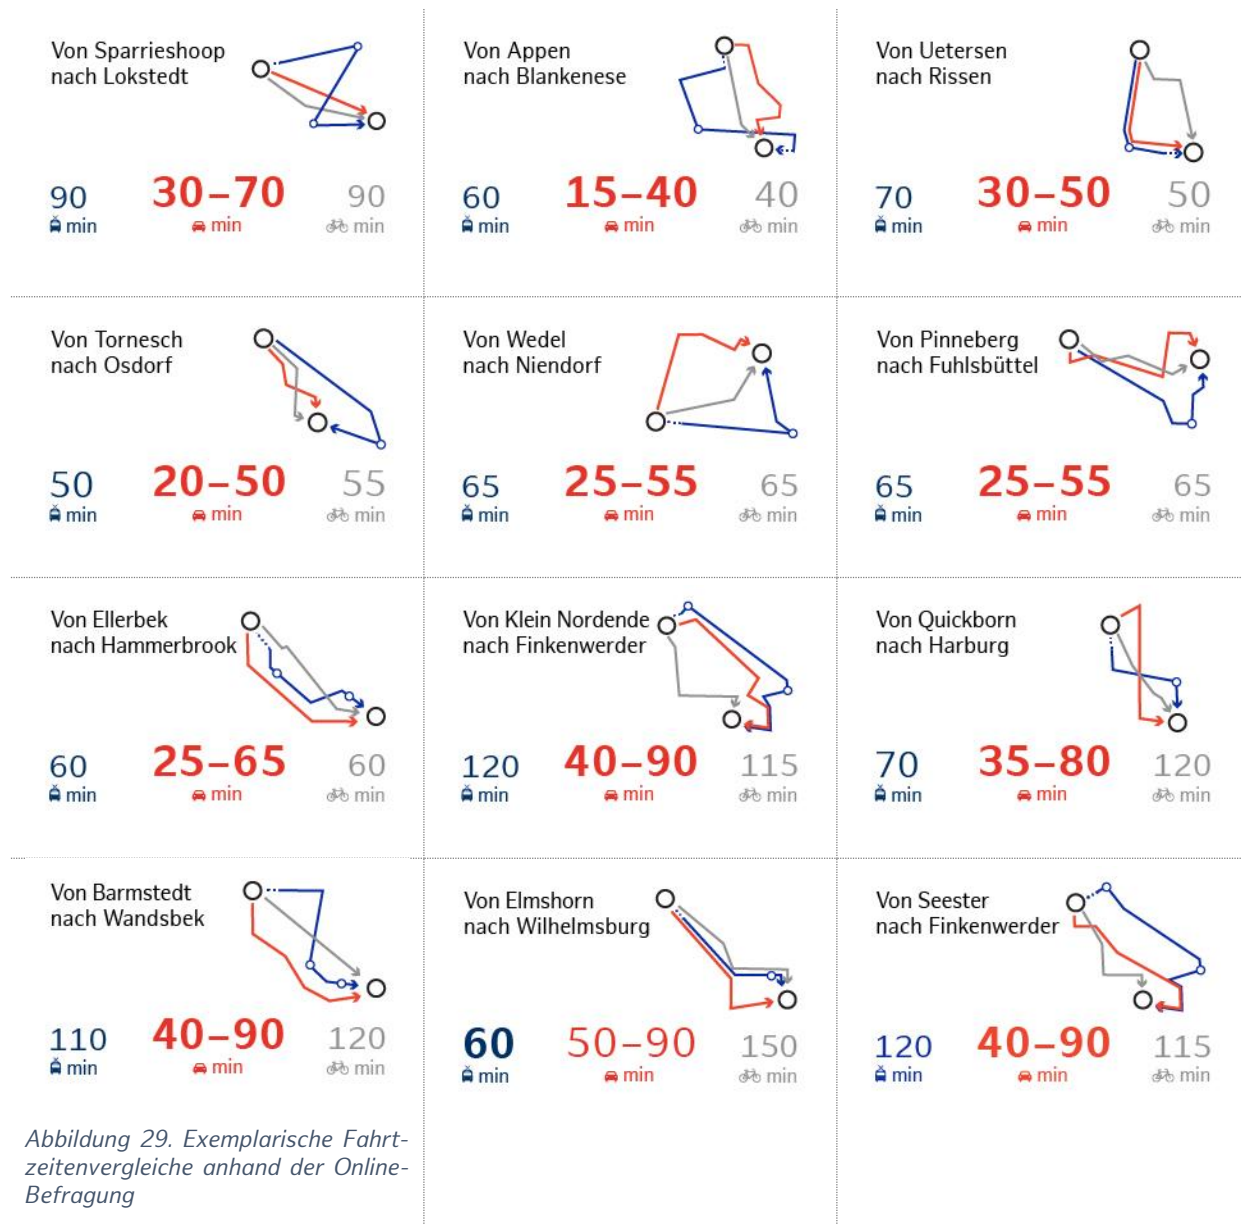 Von Sparrieshoop
nach Lokstedt
90
min
30–70
min
90
min
Von Appen
nach Blankenese
60
min
15–40
min
40
min
Von Uetersen
nach Rissen
70
min
30–50
min
50
min
Von Tornesch
nach Osdorf
50
min
20–50
min
55
min
Von Wedel
nach Niendorf
65
min
25–55
min
65
min
Von Pinneberg
nach Fuhlsbüttel
65
min
25–55
min
65
min
Von Ellerbek
nach Hammerbrook
60
min
25–65
min
60
min
Von Klein Nordende
nach Finkenwerder
120
min
40–90
min
115
min
Von Quickborn
nach Harburg
70
min
35–80
min
120
min
Von Barmstedt
nach Wandsbek
110
min
40–90
min
120
min
Von Elmshorn
nach Wilhelmsburg
60
min
50–90
min
150
min
Von Seester
nach Finkenwerder
120
min
40–90
min
115
min
Abbildung 29. Exemplarische Fahrt-
zeitenvergleiche anhand der Online-
Befragung